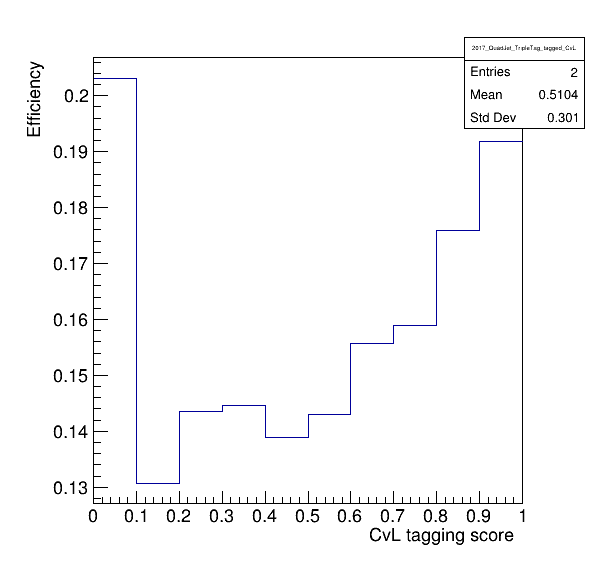 2017_QuadJet_TripleTag_tagged_CvL
Entries 2
Mean 0.5104
Std Dev 0.301
Efficiency
0.2
0.19
0.18
0.17
0.16
0.15
0.14
0.13
0 0.1 0.2 0.3 0.4 0.5 0.6 0.7 0.8 0.9 1
CvL tagging score